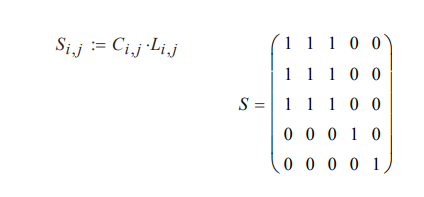 S_{i,j} := C_{i,j} · L_{i,j}
1 1 1 0 0
1 1 1 0 0
S = 1 1 1 0 0
0 0 0 1 0
0 0 0 0 1